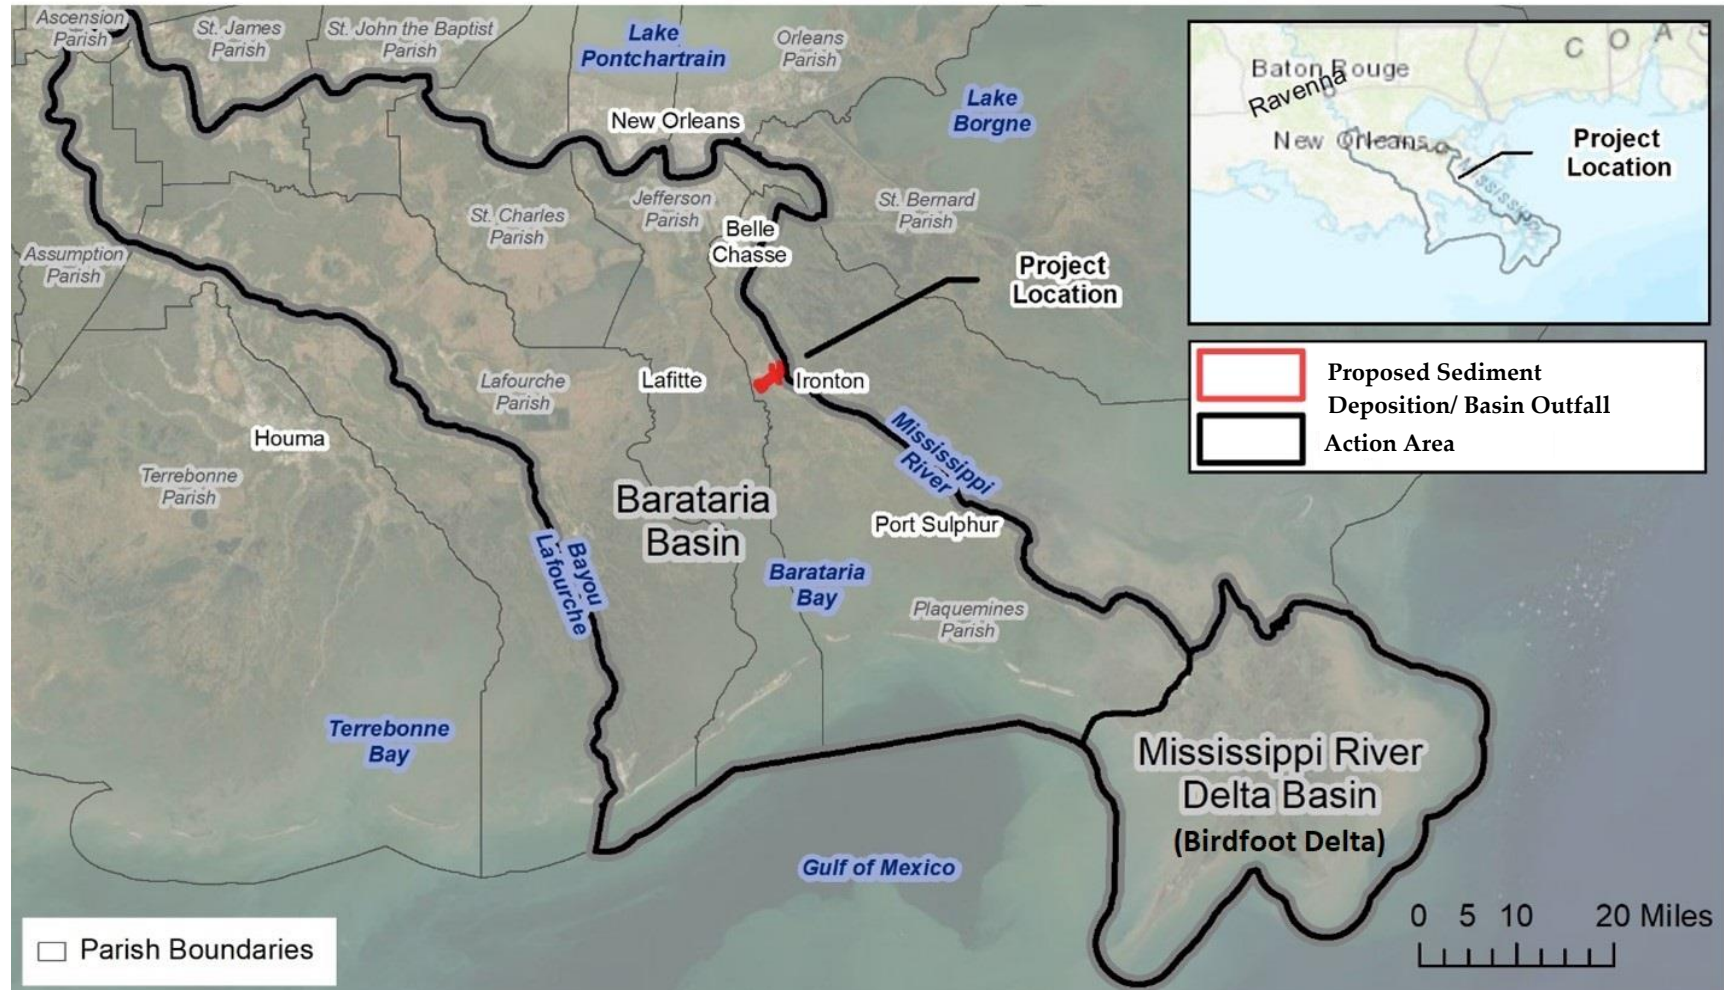 Ascension
Parish
St. James
Parish
St. John the Baptist
Parish
Lake
Pontchartrain
Orleans
Parish
Lake
Borgne
New Orleans
St. Charles
Parish
Jefferson
Parish
Belle
Chasse
St. Bernard
Parish
Assumption
Parish
Project
Location
Lafourche
Parish
Lafitte
Ironton
Houma
Terrebonne
Parish
Mississippi
River
Barataria
Basin
Port Sulphur
Bayou
Lafourche
Barataria
Bay
Plaquemines
Parish
Terrebonne
Bay
Mississippi River
Delta Basin
(Birdfoot Delta)
Gulf of Mexico
0 5 10 20 Miles
Parish Boundaries
C O A S
Baton Rouge
Ravenna
New Orleans
Project
Location
Mississippi
Proposed Sediment
Deposition/ Basin Outfall
Action Area